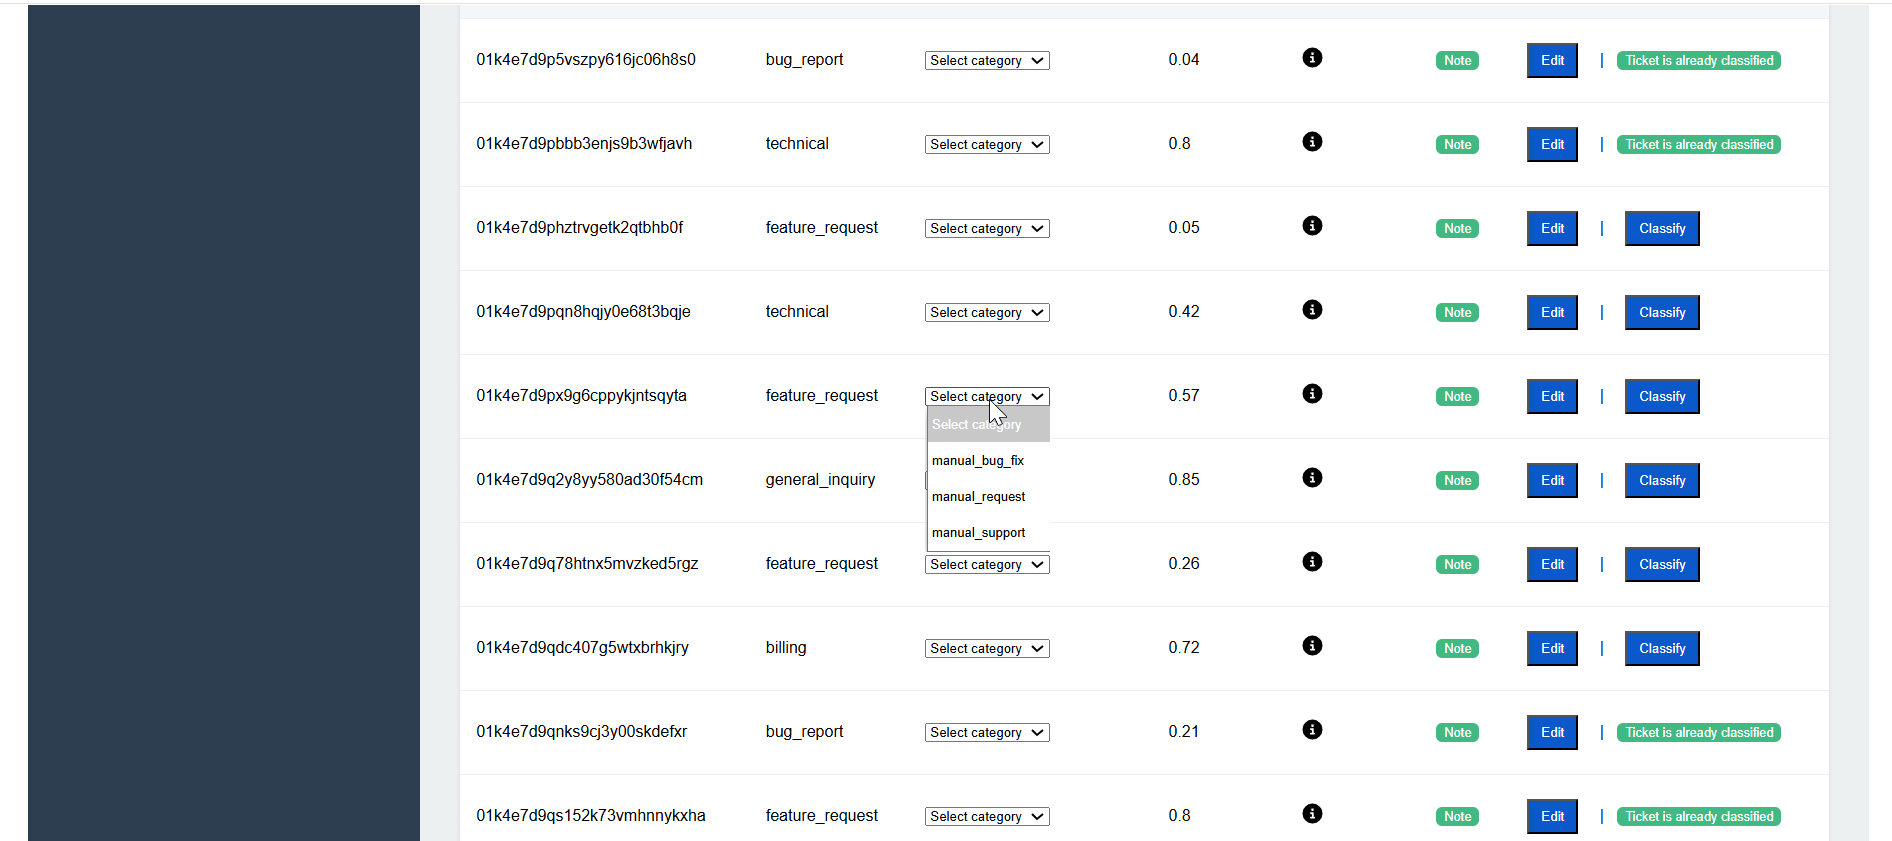 01k4e7d9p5vszpy616jc06h8s0 bug_report Select category 0.04 Note Edit | Ticket is already classified
01k4e7d9pbbb3enjs9b3wfjavh technical Select category 0.8 Note Edit | Ticket is already classified
01k4e7d9phztrvgetk2qtbhb0f feature_request Select category 0.05 Note Edit | Classify
01k4e7d9pqn8hqjy0e68t3bqje technical Select category 0.42 Note Edit | Classify
01k4e7d9px9g6cppykjntsqyta feature_request Select category 0.57 Note Edit | Classify
Select category
manual_bug_fix
01k4e7d9q2y8yy580ad30f54cm general_inquiry 0.85 Note Edit | Classify
manual_request
manual_support
01k4e7d9q78htnx5mvzked5rgz feature_request Select category 0.26 Note Edit | Classify
01k4e7d9qdc407g5wtxbrhkjry billing Select category 0.72 Note Edit | Classify
01k4e7d9qnks9cj3y00skdefxr bug_report Select category 0.21 Note Edit | Ticket is already classified
01k4e7d9qs152k73vmhnnykxha feature_request Select category 0.8 Note Edit | Ticket is already classified